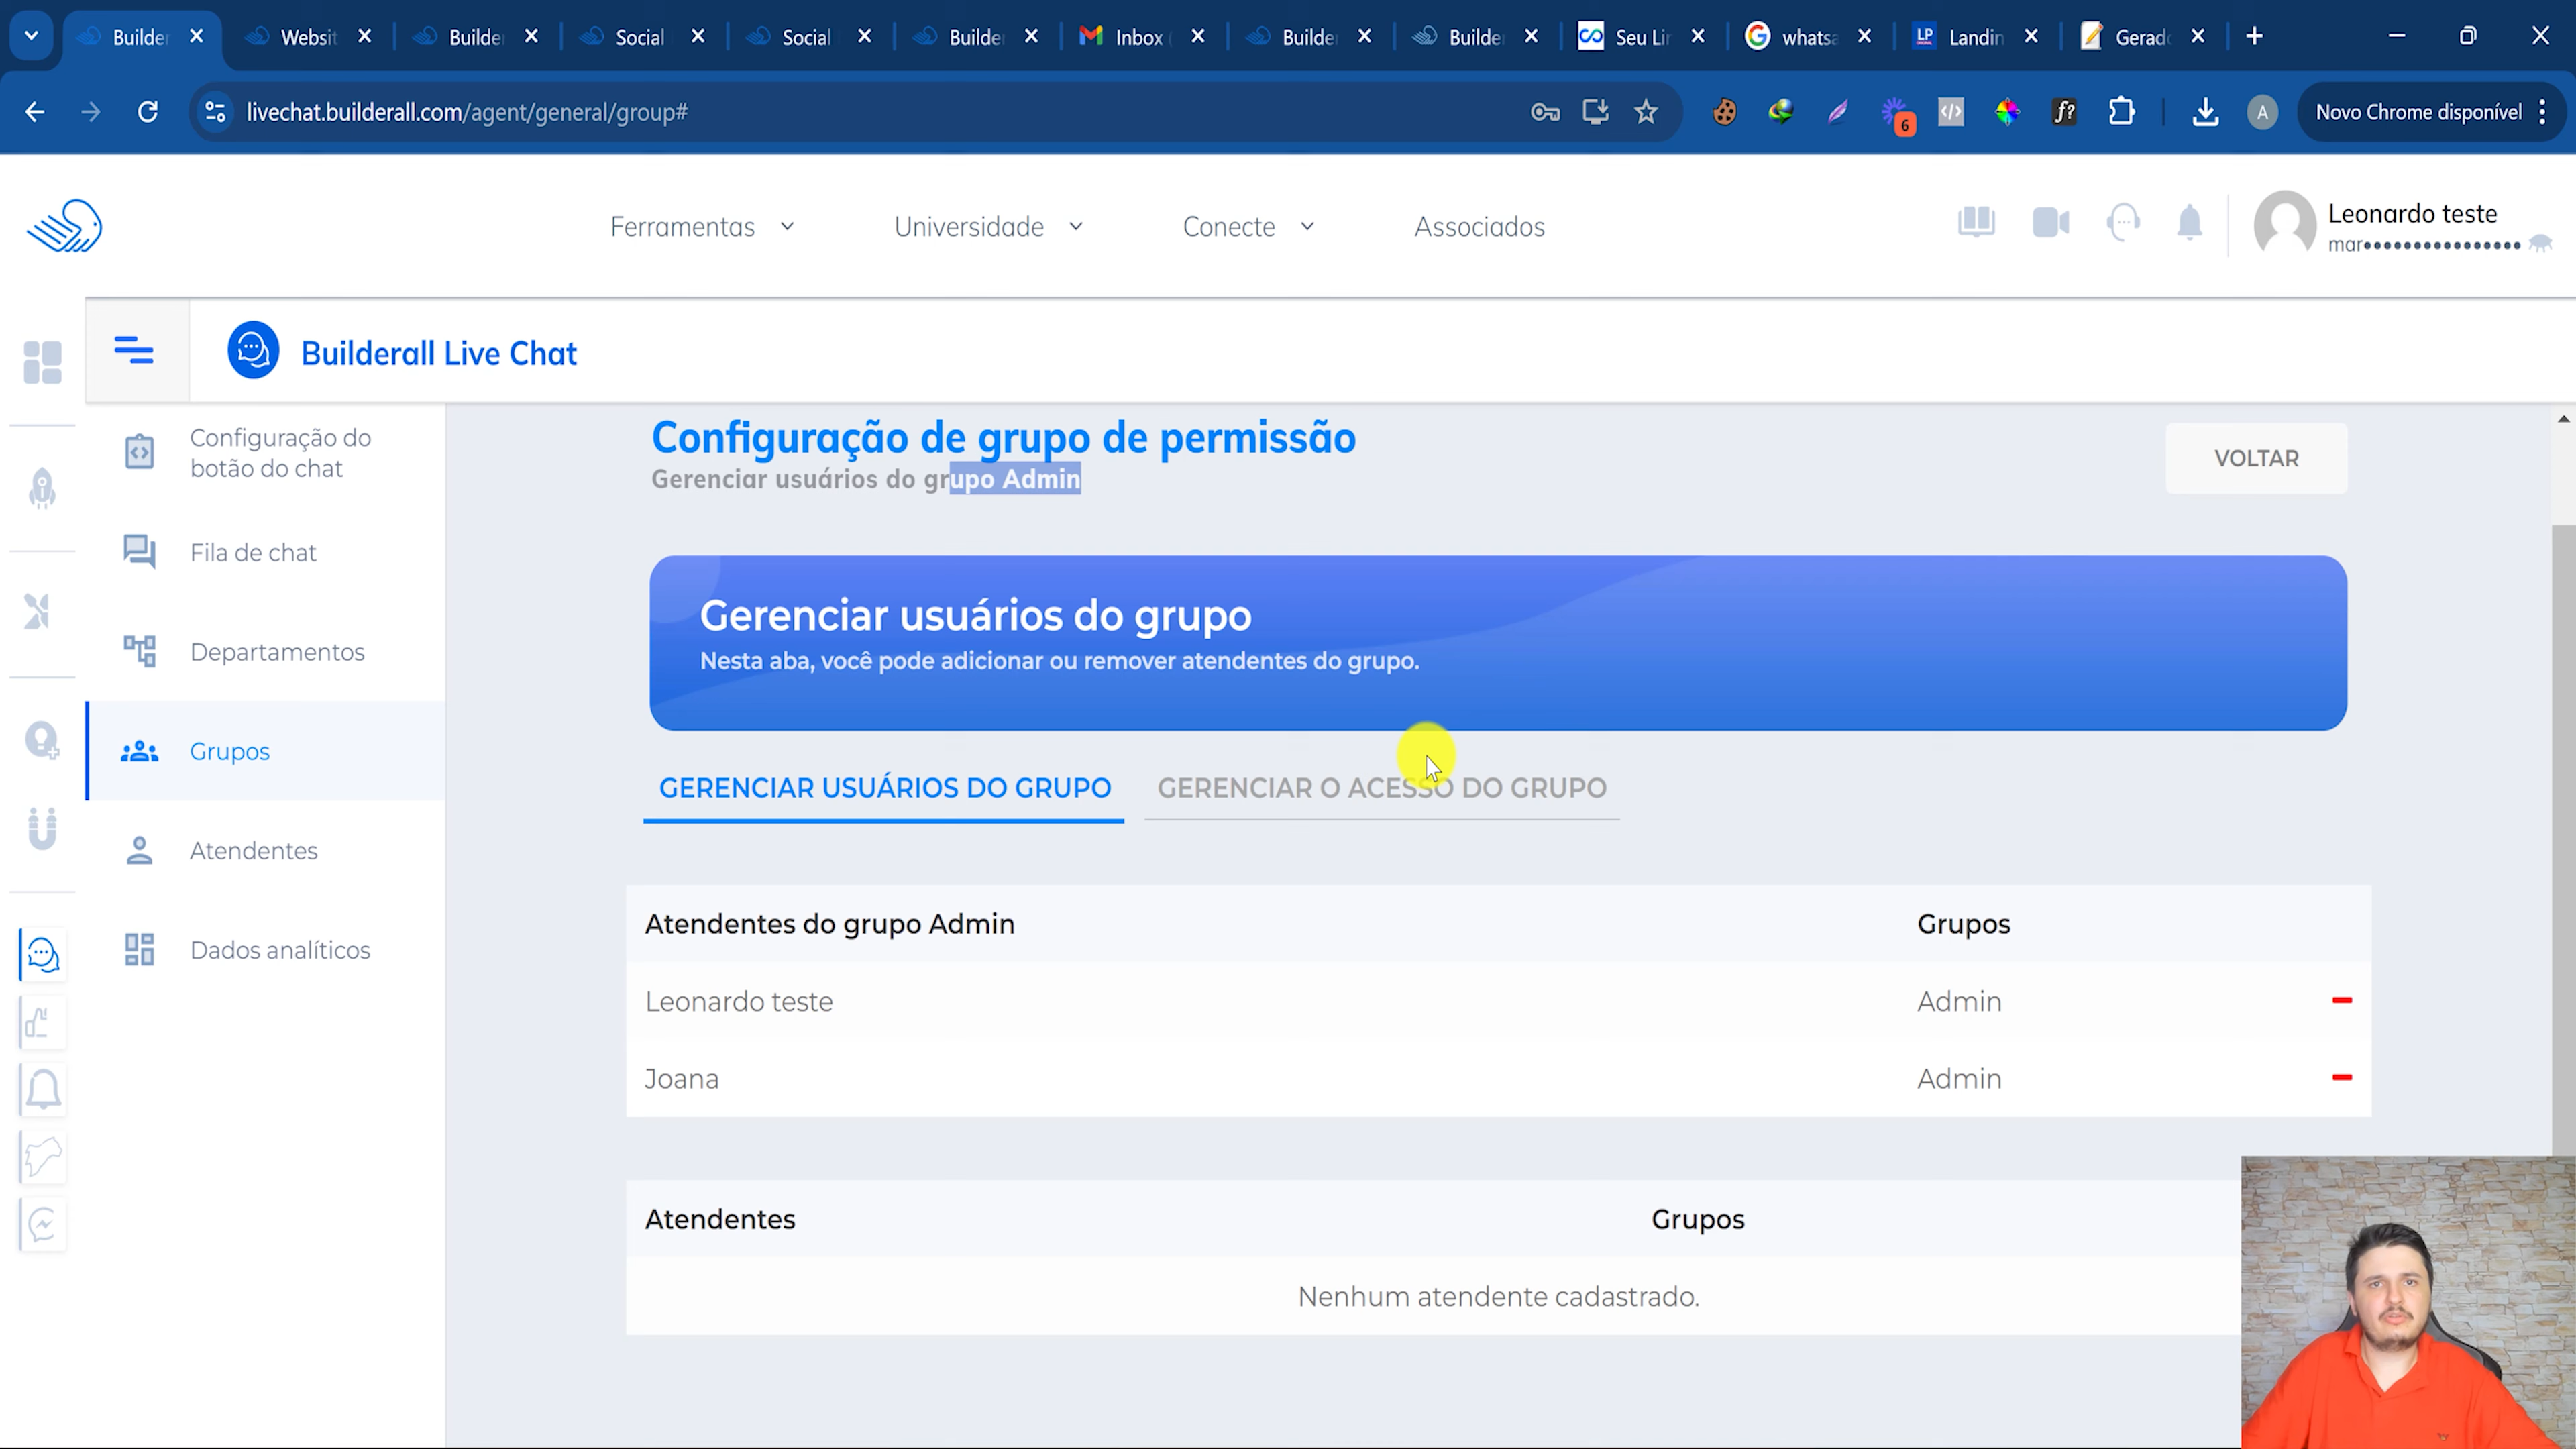 Builder
Websit
Builder
Social
Social
Builder
Inbox
Builder
Builder
Seu Lin
whatsa
Landin
Gerado
livechat.builderall.com/agent/general/group#
6
f?
A
Novo Chrome disponível
Ferramentas
Universidade
Conecte
Associados
Leonardo teste
mar••••••••••••••••
Builderall Live Chat
Configuração do
botão do chat
Fila de chat
Departamentos
Grupos
Atendentes
Dados analíticos
Configuração de grupo de permissão
Gerenciar usuários do grupo Admin
VOLTAR
Gerenciar usuários do grupo
Nesta aba, você pode adicionar ou remover atendentes do grupo.
GERENCIAR USUÁRIOS DO GRUPO
GERENCIAR O ACESSO DO GRUPO
Atendentes do grupo Admin
Grupos
Leonardo teste
Admin
Joana
Admin
Atendentes
Grupos
Nenhum atendente cadastrado.